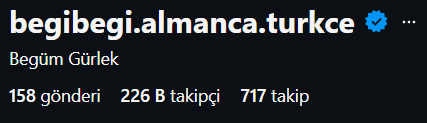 begibegi.almanca.turkce
Begüm Gürlek
158 gönderi 226 B takipçi 717 takip